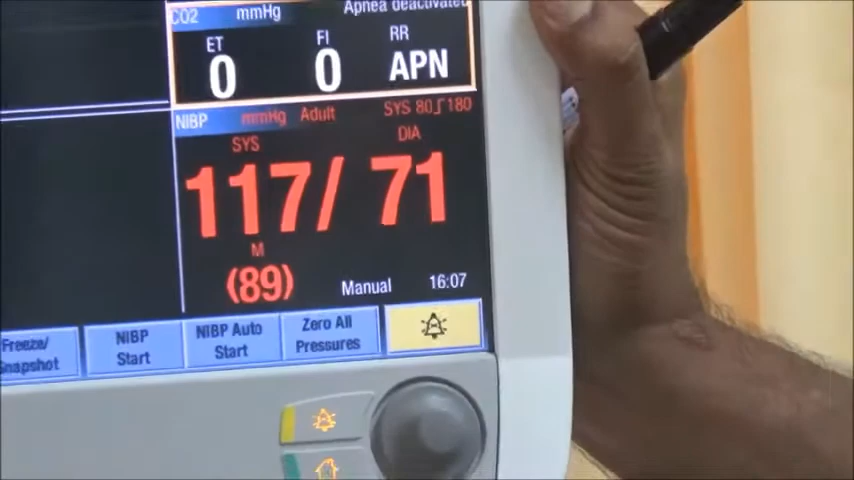 Apnea deactivated
CO2 mmHg
ET FI RR
0 0 APN
NIBP mmHg Adult SYS 80 180
SYS DIA
117/ 71
M
(89)
Manual 16:07
Freeze/ Snapshot
NIBP Start
NIBP Auto Start
Zero All Pressures